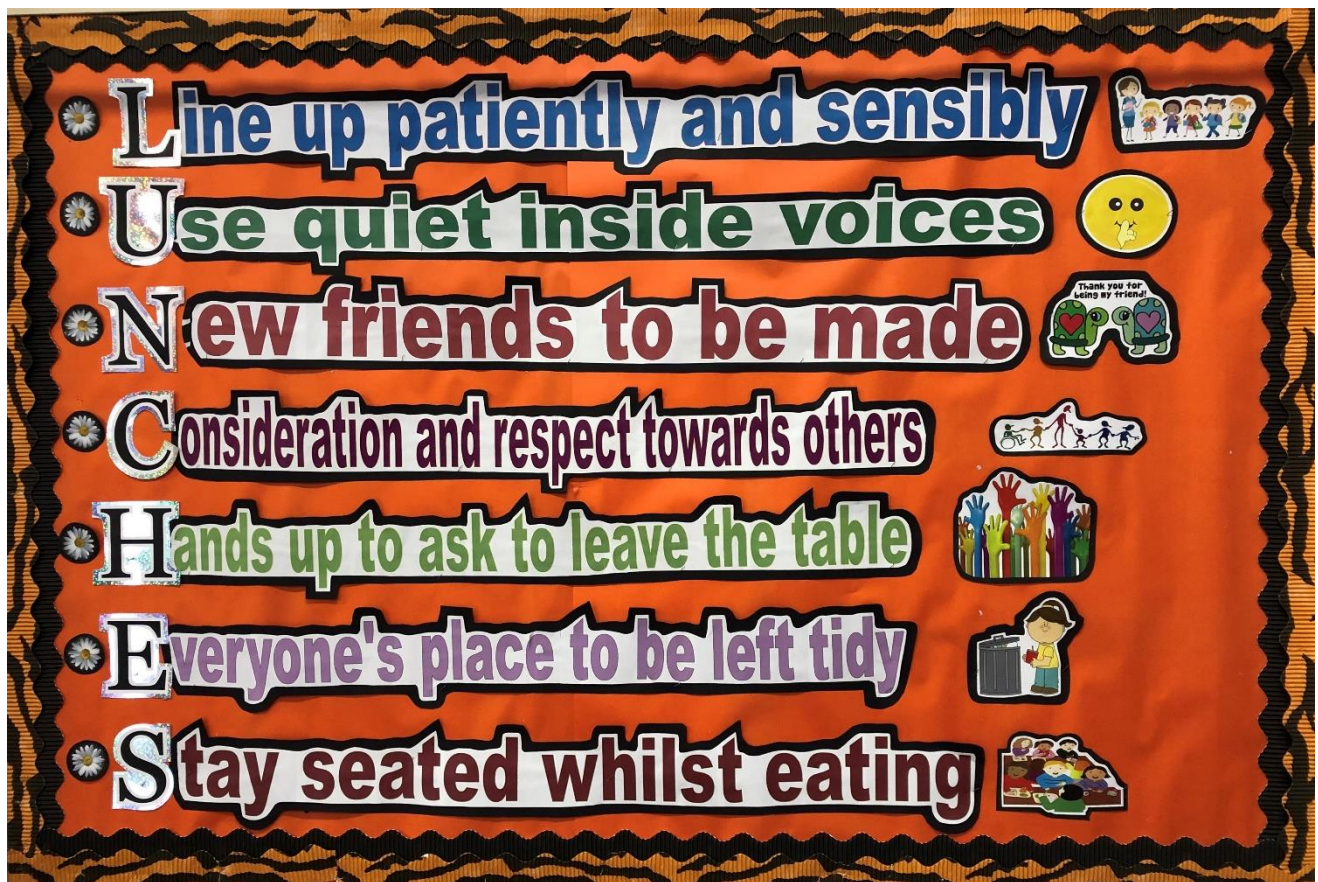 Line up patiently and sensibly
Use quiet inside voices
New friends to be made
Thank you for
being my friend!
Consideration and respect towards others
Hands up to ask to leave the table
Everyone's place to be left tidy
Stay seated whilst eating